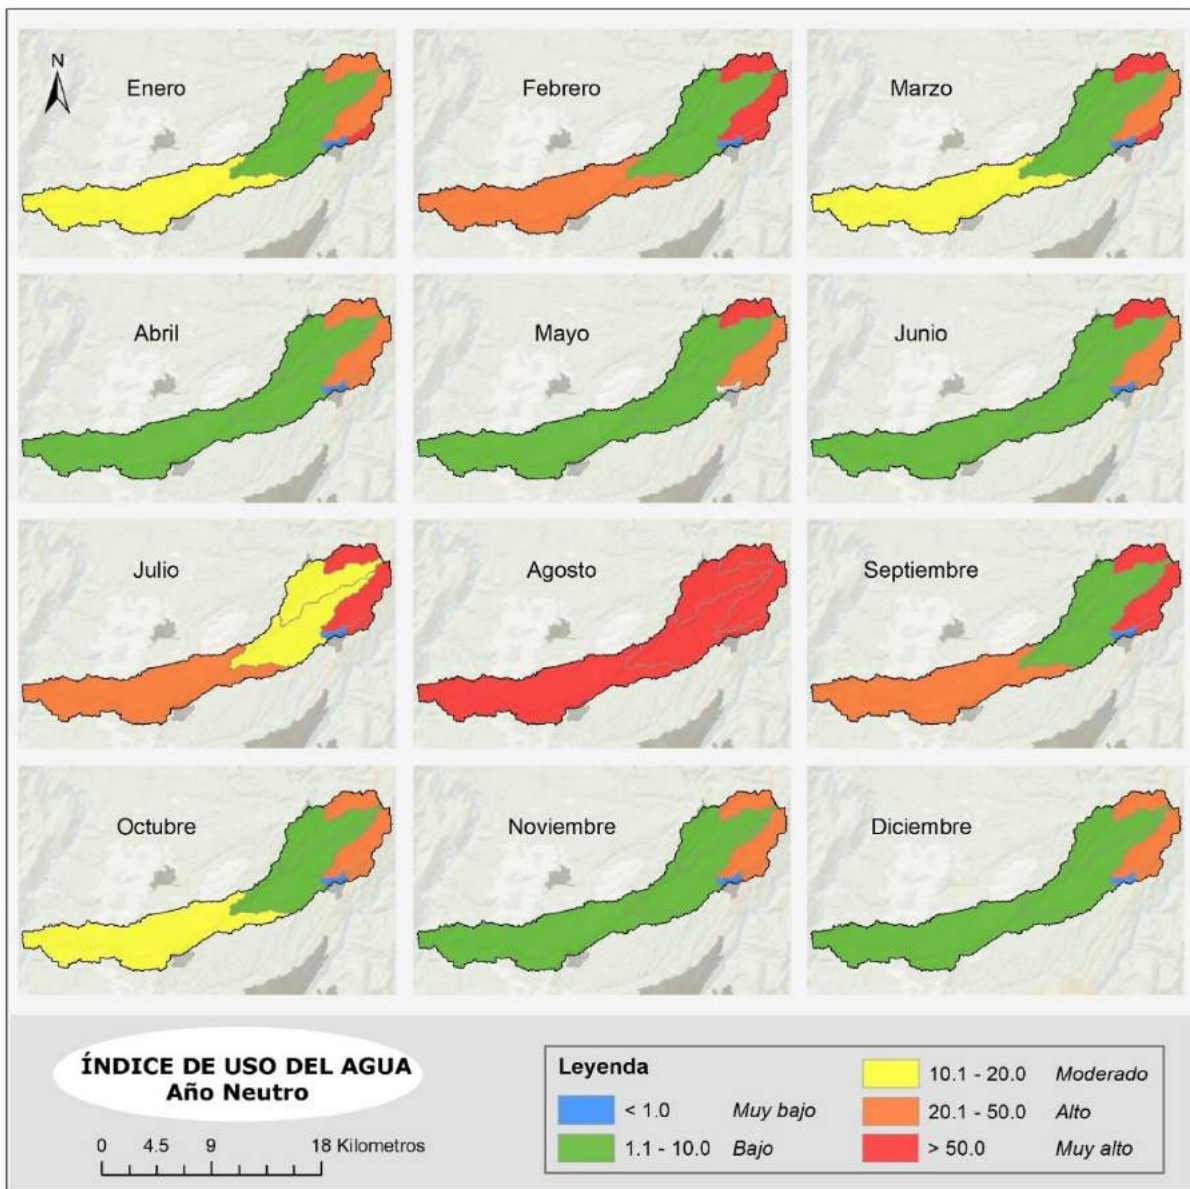 N
Enero
Febrero
Marzo
Abril
Mayo
Junio
Julio
Agosto
Septiembre
Octubre
Noviembre
Diciembre
ÍNDICE DE USO DEL AGUA
Año Neutro
0 4.5 9 18 Kilometros
Leyenda
< 1.0 Muy bajo
1.1 - 10.0 Bajo
10.1 - 20.0 Moderado
20.1 - 50.0 Alto
> 50.0 Muy alto